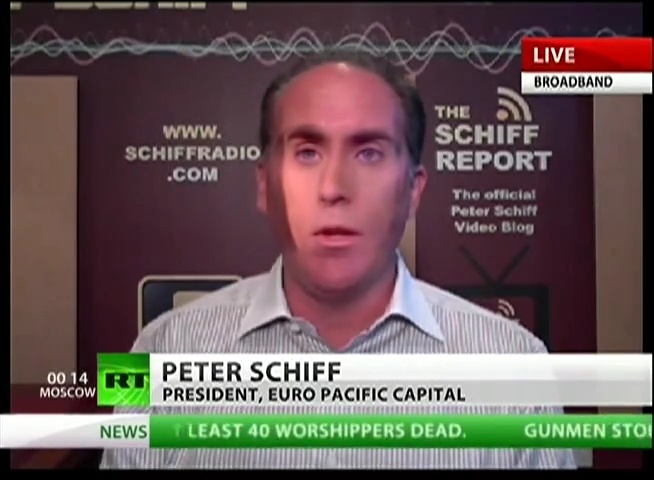 SCHIFF
LIVE
BROADBAND
WWW.
SCHIFFRADIO
.COM
THE
SCHIFF
REPORT
The official
Peter Schiff
Video Blog
00 14
MOSCOW
RT
PETER SCHIFF
PRESIDENT, EURO PACIFIC CAPITAL
NEWS
LEAST 40 WORSHIPPERS DEAD.
GUNMEN